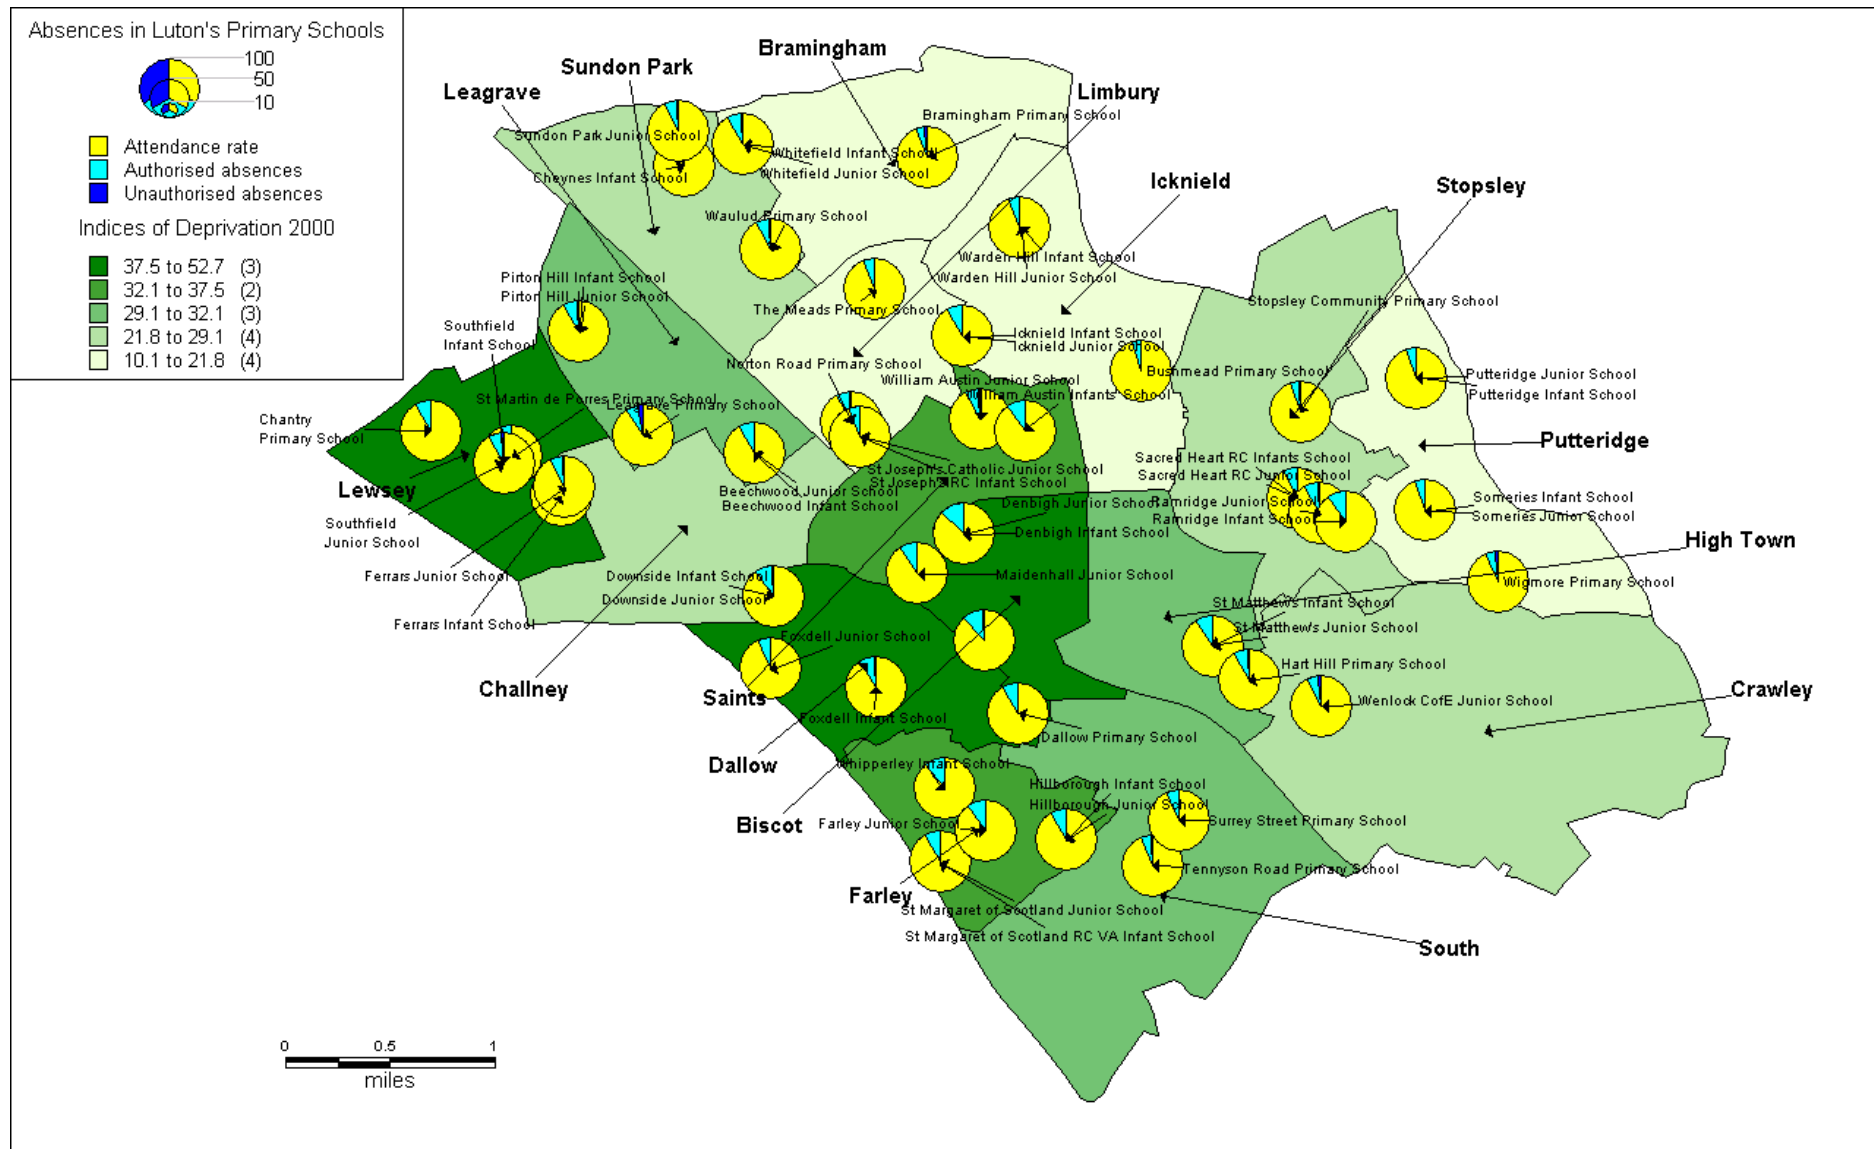 Absences in Luton's Primary Schools
100
50
10
Attendance rate
Authorised absences
Unauthorised absences
Indices of Deprivation 2000
37.5 to 52.7 (3)
32.1 to 37.5 (2)
29.1 to 32.1 (3)
21.8 to 29.1 (4)
10.1 to 21.8 (4)
Bramingham
Sundon Park
Leagrave
Limbury
Bramingham Primary School
Sundon Park Junior School
Whitefield Infant School
Whitefield Junior School
Cheynes Infant School
Icknield
Stopsley
Waulud Primary School
Warden Hill Infant School
Warden Hill Junior School
Pirton Hill Infant School
Pirton Hill Junior School
The Meads Primary School
Stopsley Community Primary School
Southfield
Infant School
Icknield Infant School
Icknield Junior School
Norton Road Primary School
Bushmead Primary School
Putteridge Junior School
Putteridge Infant School
William Austin Junior School
William Austin Infants' School
St Martin de Porres Primary School
Leagrave Primary School
Chantry
Primary School
Putteridge
Sacred Heart RC Infants School
Sacred Heart RC Junior School
St Joseph's Catholic Junior School
St Joseph's RC Infant School
Lewsey
Beechwood Junior School
Beechwood Infant School
Denbigh Junior School
Denbigh Infant School
Ramridge Junior School
Ramridge Infant School
Someries Infant School
Someries Junior School
Southfield
Junior School
High Town
Ferrars Junior School
Downside Infant School
Downside Junior School
Maidenhall Junior School
Wigmore Primary School
Ferrars Infant School
St Matthews Infant School
St Matthew's Junior School
Foxdell Junior School
Hart Hill Primary School
Challney
Saints
Crawley
Wenlock CofE Junior School
Foxdell Infant School
Dallow Primary School
Dallow
Whipperley Infant School
Hillborough Infant School
Hillborough Junior School
Biscot
Farley Junior School
Surrey Street Primary School
Tennyson Road Primary School
Farley
St Margaret of Scotland Junior School
St Margaret of Scotland RC VA Infant School
South
0 0.5 1
miles